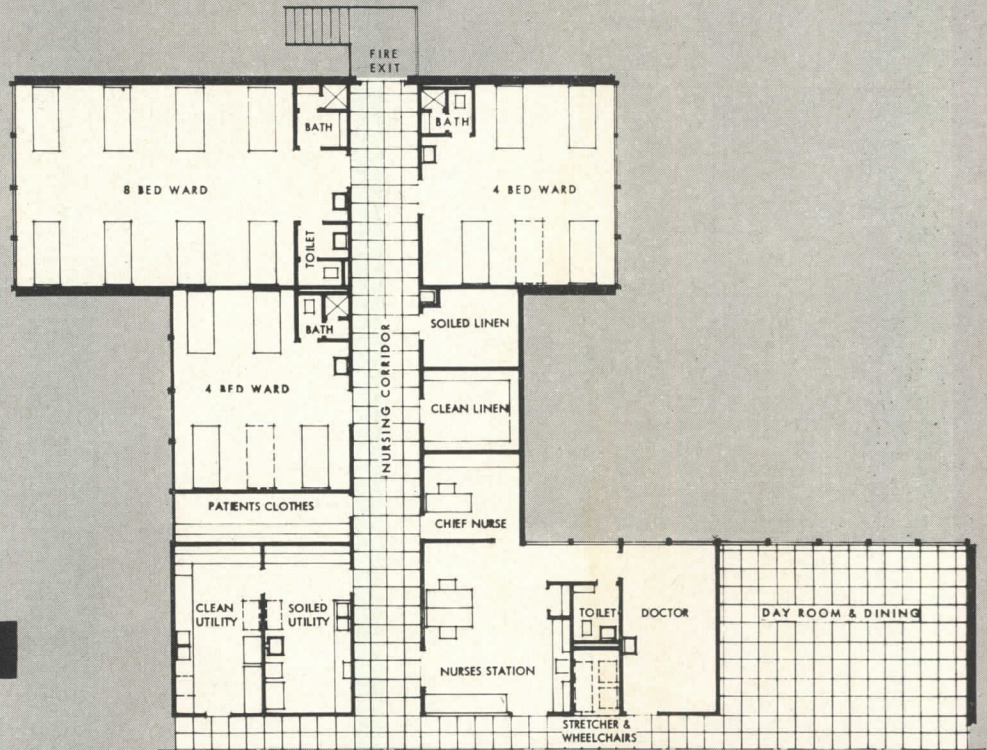 FIRE
EXIT
BATH
BATH
8 BED WARD
4 BED WARD
TOILET
BATH
SOILED LINEN
NURSING CORRIDOR
4 BED WARD
CLEAN LINEN
PATIENTS CLOTHES
CHIEF NURSE
CLEAN
UTILITY
SOILED
UTILITY
TOILET
DOCTOR
DAY ROOM & DINING
NURSES STATION
STRETCHER &
WHEELCHAIRS